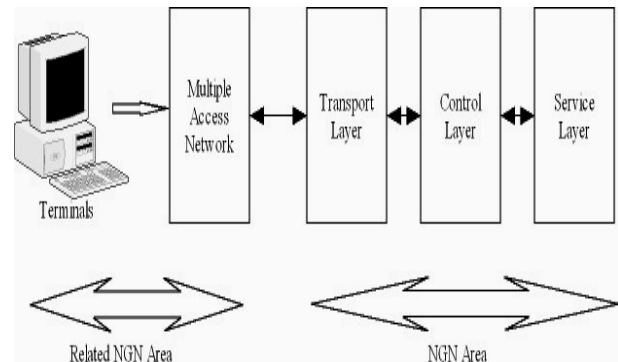 Terminals
Multiple
Access
Network
Transport
Layer
Control
Layer
Service
Layer
Related NGN Area
NGN Area